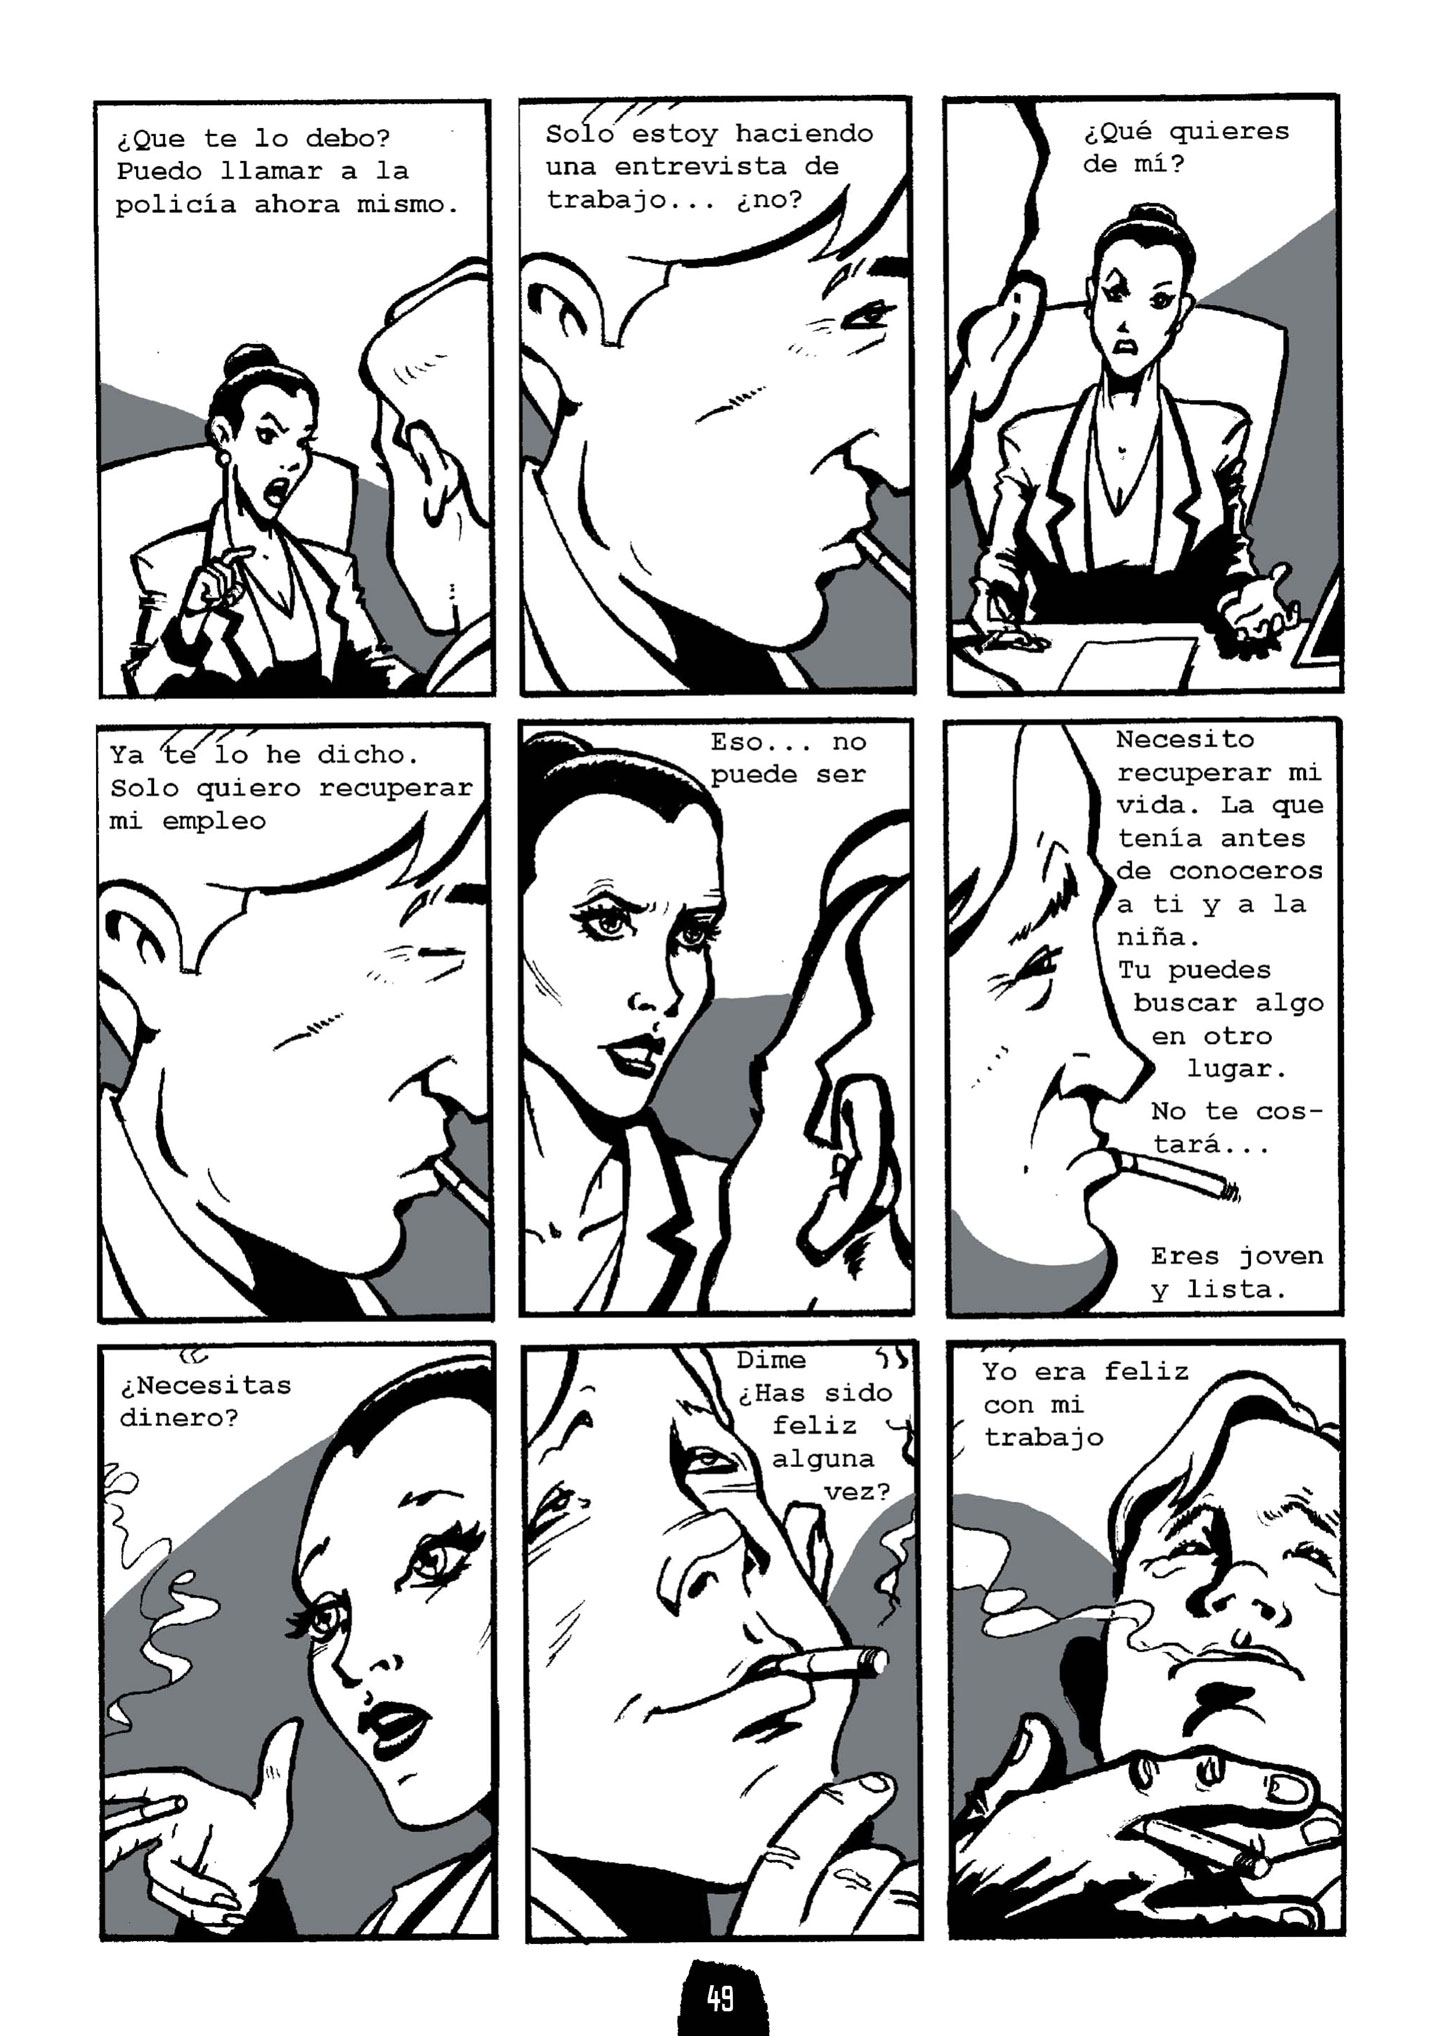 ¿Que te lo debo?
Puedo llamar a la
policía ahora mismo.
Solo estoy haciendo
una entrevista de
trabajo... ¿no?
¿Qué quieres
de mí?
Ya te lo he dicho.
Solo quiero recuperar
mi empleo
Eso... no
puede ser
Necesito
recuperar mi
vida. La que
tenía antes
de conoceros
a ti y a la
niña.
Tu puedes
buscar algo
en otro
lugar.
No te cos-
tará...
Eres joven
y lista.
¿Necesitas
dinero?
Dime
¿Has sido
feliz
alguna
vez?
Yo era feliz
con mi
trabajo
49